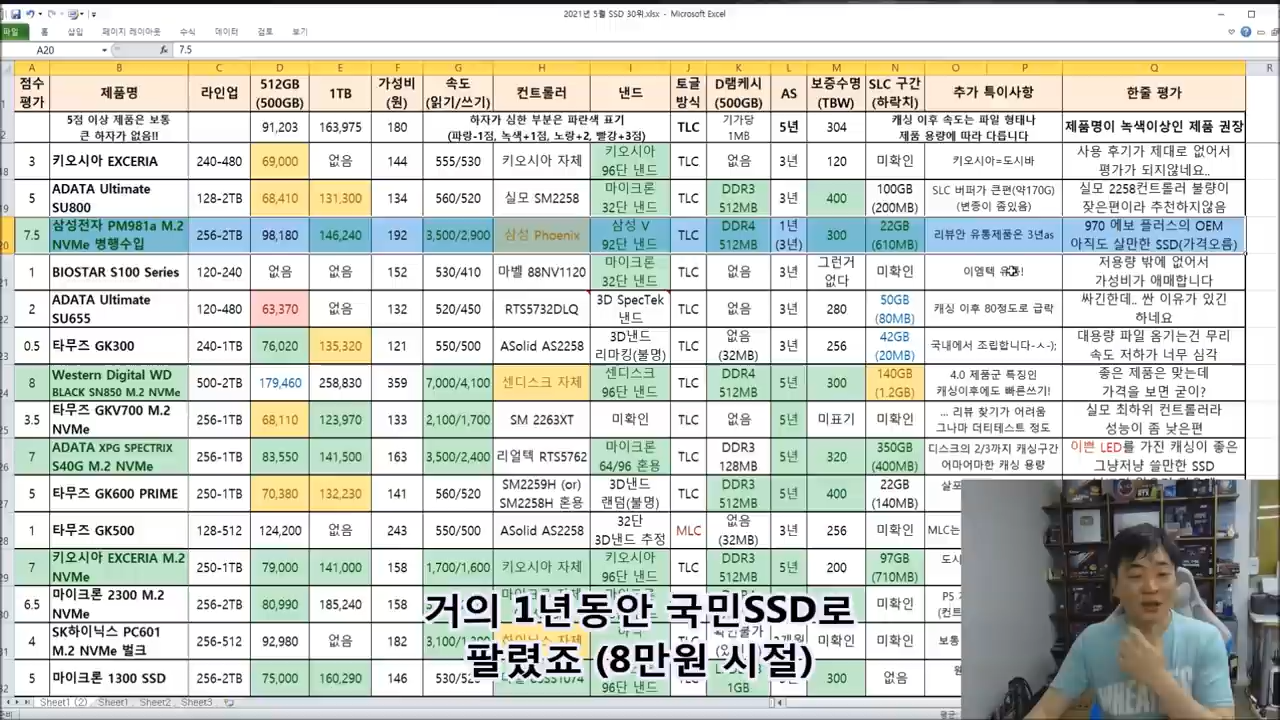 2021년 5월 SSD 30위.xlsx - Microsoft Excel
파일 홈 삽입 페이지 레이아웃 수식 데이터 검토 보기
A20 fx 7.5
A B C D E F G H I J K L M N O P Q R
점수 평가 제품명 라인업 512GB (500GB) 1TB 가성비 (원) 속도 (읽기/쓰기) 컨트롤러 낸드 토글 방식 D램케시 (500GB) AS 보증수명 (TBW) SLC 구간 (하락치) 추가 특이사항 한줄 평가
5점 이상 제품은 보통 큰 하자가 없음!! 91,203 163,975 180 하자가 심한 부분은 파란색 표기 (파랑-1점, 녹색+1점, 노랑+2, 빨강+3점) TLC 기가당 1MB 5년 304 캐싱 이후 속도는 파일 형태나 제품 용량에 따라 다릅니다 제품명이 녹색이상인 제품 권장
3 키오시아 EXCERIA 240-480 69,000 없음 144 555/530 키오시아 자체 키오시아 96단 낸드 TLC 없음 3년 120 미확인 키오시아=도시바 사용 후기가 제대로 없어서 평가가 되지않네요..
5 ADATA Ultimate SU800 128-2TB 68,410 131,300 134 560/520 실모 SM2258 마이크론 32단 낸드 TLC DDR3 512MB 3년 400 100GB (200MB) SLC 버퍼가 큰편(약170G) (변종이 좀있음) 실모 2258컨트롤러 불량이 잦은편이라 추천하지않음
7.5 삼성전자 PM981a M.2 NVMe 병행수입 256-2TB 98,180 146,240 192 3,500/2,900 삼성 Phoenix 삼성 V 92단 낸드 TLC DDR4 512MB 1년 (3년) 300 22GB (610MB) 리뷰안 유통제품은 3년as 970 에보 플러스의 OEM 아직도 살만한 SSD(가격오름)
1 BIOSTAR S100 Series 120-240 없음 없음 152 530/410 마벨 88NV1120 마이크론 32단 낸드 TLC 없음 3년 그런거 없다 미확인 이엠텍 저용량 밖에 없어서 가성비가 애매합니다
2 ADATA Ultimate SU655 63,370 없음 132 520/450 RTS5732DLQ 3D SpecTek 낸드 TLC 없음 3년 280 50GB (80MB) 캐싱 이후 80정도로 급락 싸긴한데.. 싼 이유가 있긴 하네요
0.5 타무즈 GK300 240-1TB 76,020 135,320 121 550/500 ASolid AS2258 3D낸드 리마킹(불명) TLC 없음 (32MB) 3년 256 42GB (20MB) 국내에서 조립합니다-ㅅ-; 대용량 파일 옮기는건 무리 속도 저하가 너무 심각
8 Western Digital WD BLACK SN850 M.2 NVMe 500-2TB 179,460 258,830 359 7,000/4,100 센디스크 자체 센디스크 96단 낸드 TLC DDR4 512MB 5년 300 140GB (1.2GB) 4.0 제품군 특징인 캐싱이후에도 빠른쓰기! 좋은 제품은 맞는데 가격을 보면 굳이?
3.5 타무즈 GKV700 M.2 NVMe 256-1TB 68,110 123,970 133 2,100/1,700 SM 2263XT 미확인 TLC 없음 5년 미표기 미확인 ... 리뷰 찾기가 어려움 그나마 더티테스트 정도 실모 최하위 컨트롤러라 성능이 좀 낮은편
7 ADATA XPG SPECTRIX S40G M.2 NVMe 256-1TB 83,550 141,500 163 3,500/2,400 리얼텍 RTS5762 마이크론 64/96 혼용 TLC DDR3 128MB 5년 320 350GB (400MB) 디스크의 2/3까지 캐싱구간 어마어마한 캐싱 용량 이쁜 LED를 가진 캐싱이 좋은 그냥저냥 쓸만한 SSD
5 타무즈 GK600 PRIME 250-1TB 70,380 132,230 141 560/520 SM2259H (or) SM2258H 혼용 3D낸드 랜덤(불명) TLC DDR3 512MB 5년 400 22GB (140MB)
1 타무즈 GK500 128-512 124,200 없음 243 550/500 ASolid AS2258 32단 3D낸드 추정 MLC 없음 (32MB) 3년 256 미확인 MLC는
7 키오시아 EXCERIA M.2 NVMe 250-1TB 79,000 141,000 158 1,700/1,600 키오시아 자체 키오시아 96단 낸드 TLC DDR3 512MB 5년 200 97GB (710MB)
6.5 마이크론 2300 M.2 NVMe 256-2TB 80,990 185,240 158 미확인
4 SK하이닉스 PC601 M.2 NVMe 벌크 256-512 92,980 없음 182 하이닉스 자체 TLC 미확인 미확인
5 마이크론 1300 SSD 256-2TB 75,000 160,290 146 530/520 96단 낸드 TLC 1GB 3년 180 없음
거의 1년동안 국민SSD로
팔렸죠 (8만원 시절)
Sheet1 (2) Sheet1 Sheet2 Sheet3